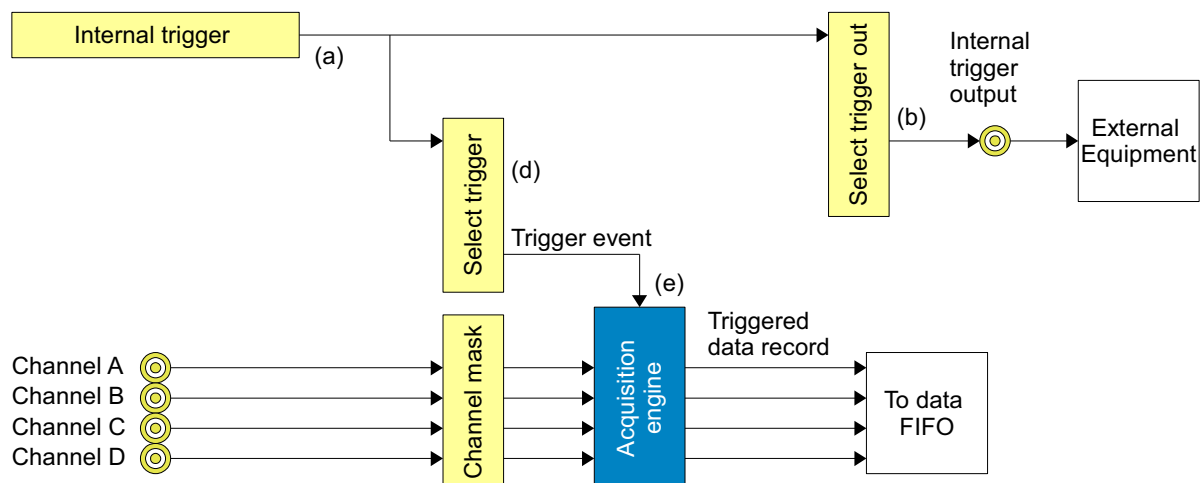 Internal trigger
(a)
Select trigger out
(b)
Internal
trigger
output
External
Equipment
Select trigger
(d)
Trigger event
(e)
Channel A
Channel B
Channel C
Channel D
Channel mask
Acquisition
engine
Triggered
data record
To data
FIFO